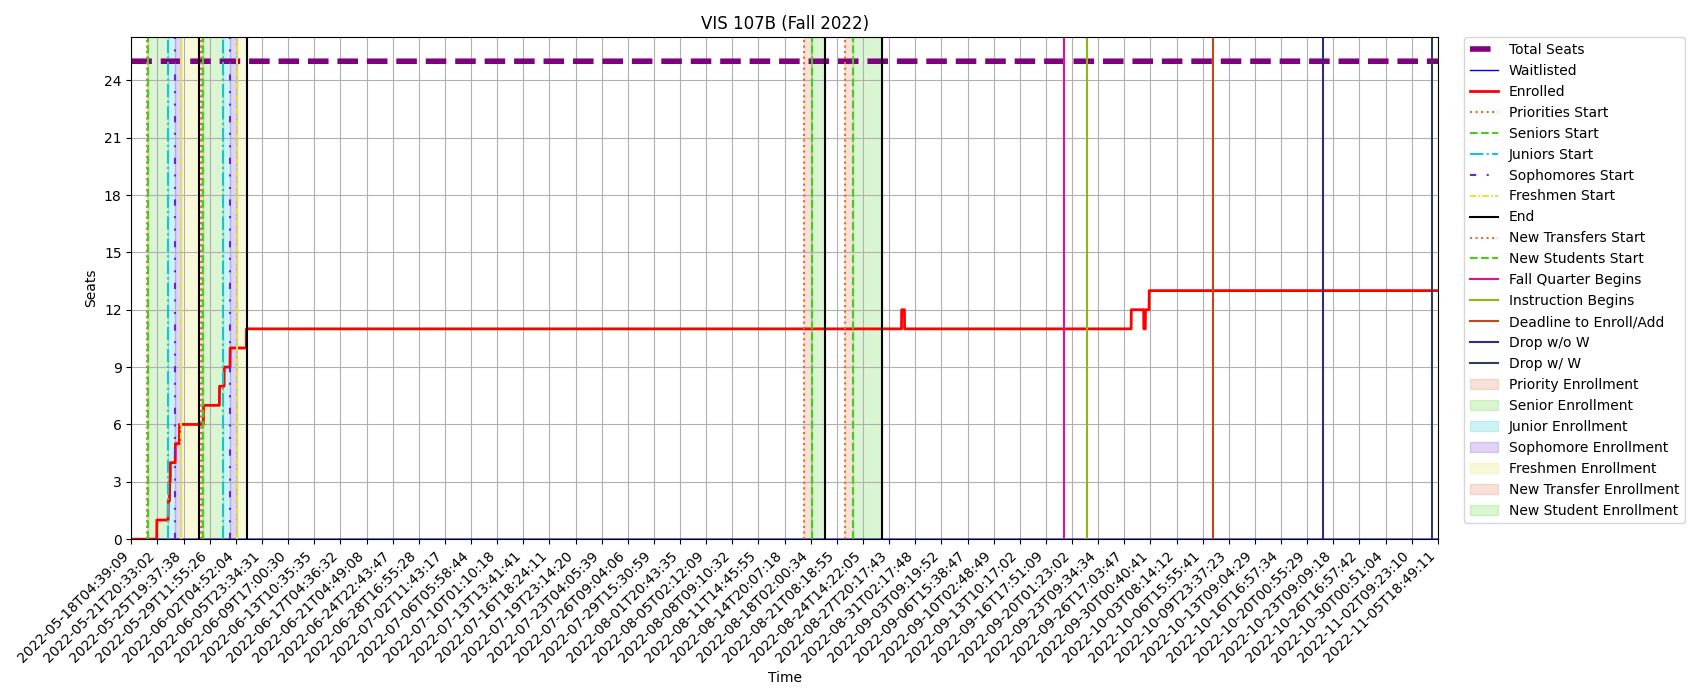 VIS 107B (Fall 2022)
Seats
24
21
18
15
12
9
6
3
0
2022-05-18T04:39:09
2022-05-21T20:33:02
2022-05-25T19:37:38
2022-05-29T11:55:26
2022-06-02T04:52:04
2022-06-05T23:34:31
2022-06-09T17:00:30
2022-06-13T10:35:35
2022-06-17T04:36:32
2022-06-21T04:49:08
2022-06-24T22:43:47
2022-06-28T16:55:28
2022-07-02T11:43:17
2022-07-06T05:58:44
2022-07-10T01:10:18
2022-07-13T13:41:41
2022-07-16T18:24:11
2022-07-19T23:14:20
2022-07-23T04:05:39
2022-07-26T09:04:06
2022-07-29T15:30:59
2022-08-01T20:43:35
2022-08-05T02:12:09
2022-08-08T09:10:32
2022-08-11T14:45:55
2022-08-14T20:07:18
2022-08-18T02:00:34
2022-08-21T08:18:55
2022-08-24T14:22:05
2022-08-27T20:17:43
2022-08-31T02:17:48
2022-09-03T09:19:52
2022-09-06T15:38:47
2022-09-10T02:48:49
2022-09-13T10:17:02
2022-09-16T17:51:09
2022-09-20T01:23:02
2022-09-23T09:34:34
2022-09-26T17:03:47
2022-09-30T00:40:41
2022-10-03T08:14:12
2022-10-06T15:55:41
2022-10-09T23:37:23
2022-10-13T09:04:29
2022-10-16T16:57:34
2022-10-20T00:55:29
2022-10-23T09:09:18
2022-10-26T16:57:42
2022-10-30T00:51:04
2022-11-02T09:23:10
2022-11-05T18:49:11
Time
Total Seats
Waitlisted
Enrolled
Priorities Start
Seniors Start
Juniors Start
Sophomores Start
Freshmen Start
End
New Transfers Start
New Students Start
Fall Quarter Begins
Instruction Begins
Deadline to Enroll/Add
Drop w/o W
Drop w/ W
Priority Enrollment
Senior Enrollment
Junior Enrollment
Sophomore Enrollment
Freshmen Enrollment
New Transfer Enrollment
New Student Enrollment